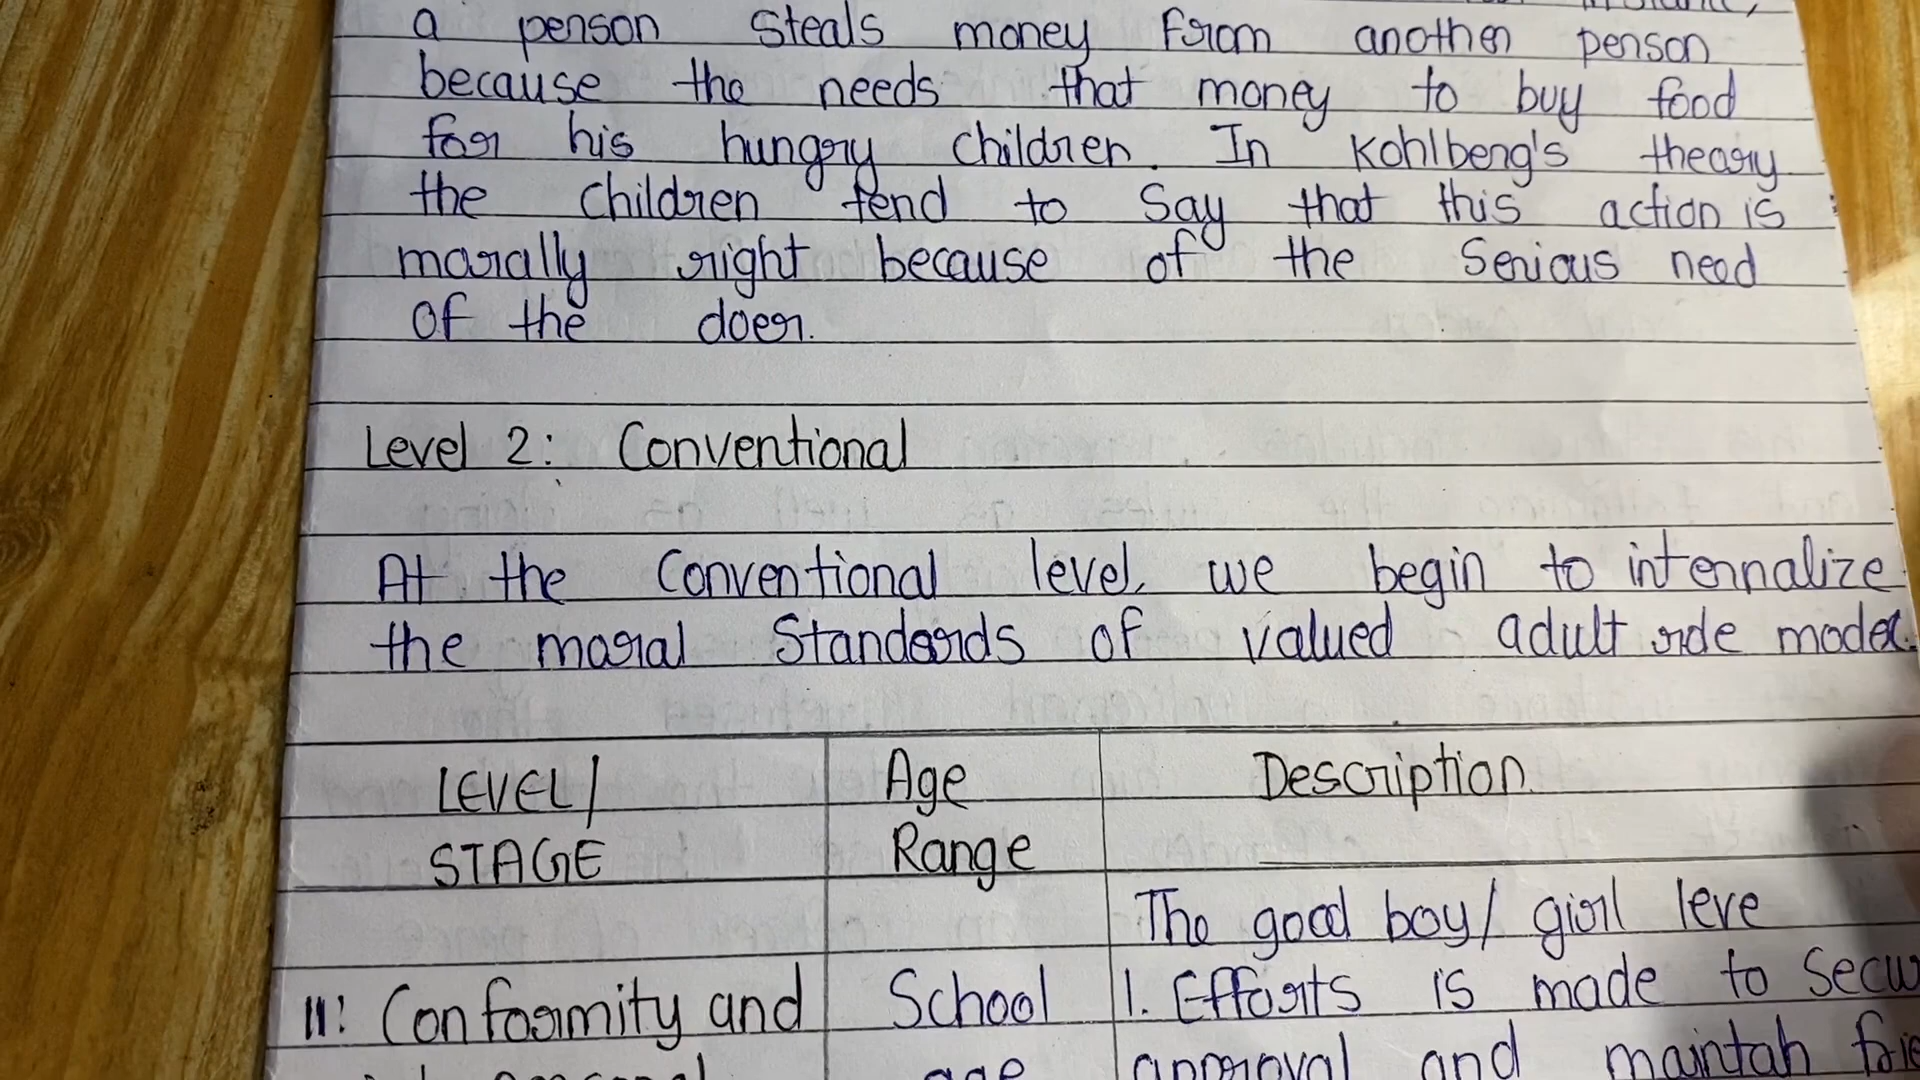 a person steals money from another person
because the needs that money to buy food
for his hungry children. In Kohlberg's theory
the children tend to say that this action is
morally right because of the serious need
of the doer.
Level 2: Conventional
At the Conventional level, we begin to internalize
the moral Standards of valued adult role model.
LEVEL/ Age Description
STAGE Range
The good boy/ girl leve
II: Conformity and School 1. Efforts is made to secu
age approval and maintah frie